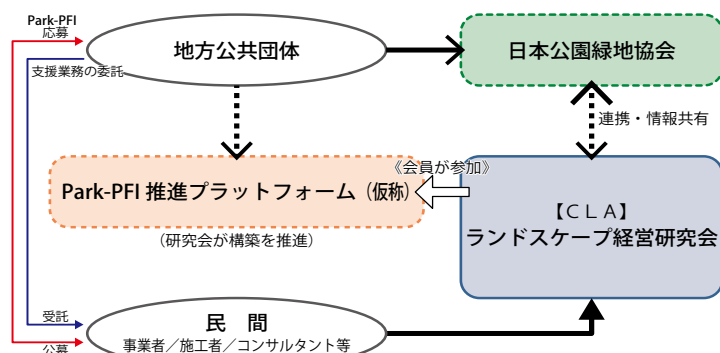 Park-PFI
応募
支援業務の委託
地方公共団体
日本公園緑地協会
連携・情報共有
《会員が参加》
Park-PFI 推進プラットフォーム（仮称）
(研究会が構築を推進)
【ＣＬＡ】
ランドスケープ経営研究会
受託
公募
民　間
事業者／施工者／コンサルタント等